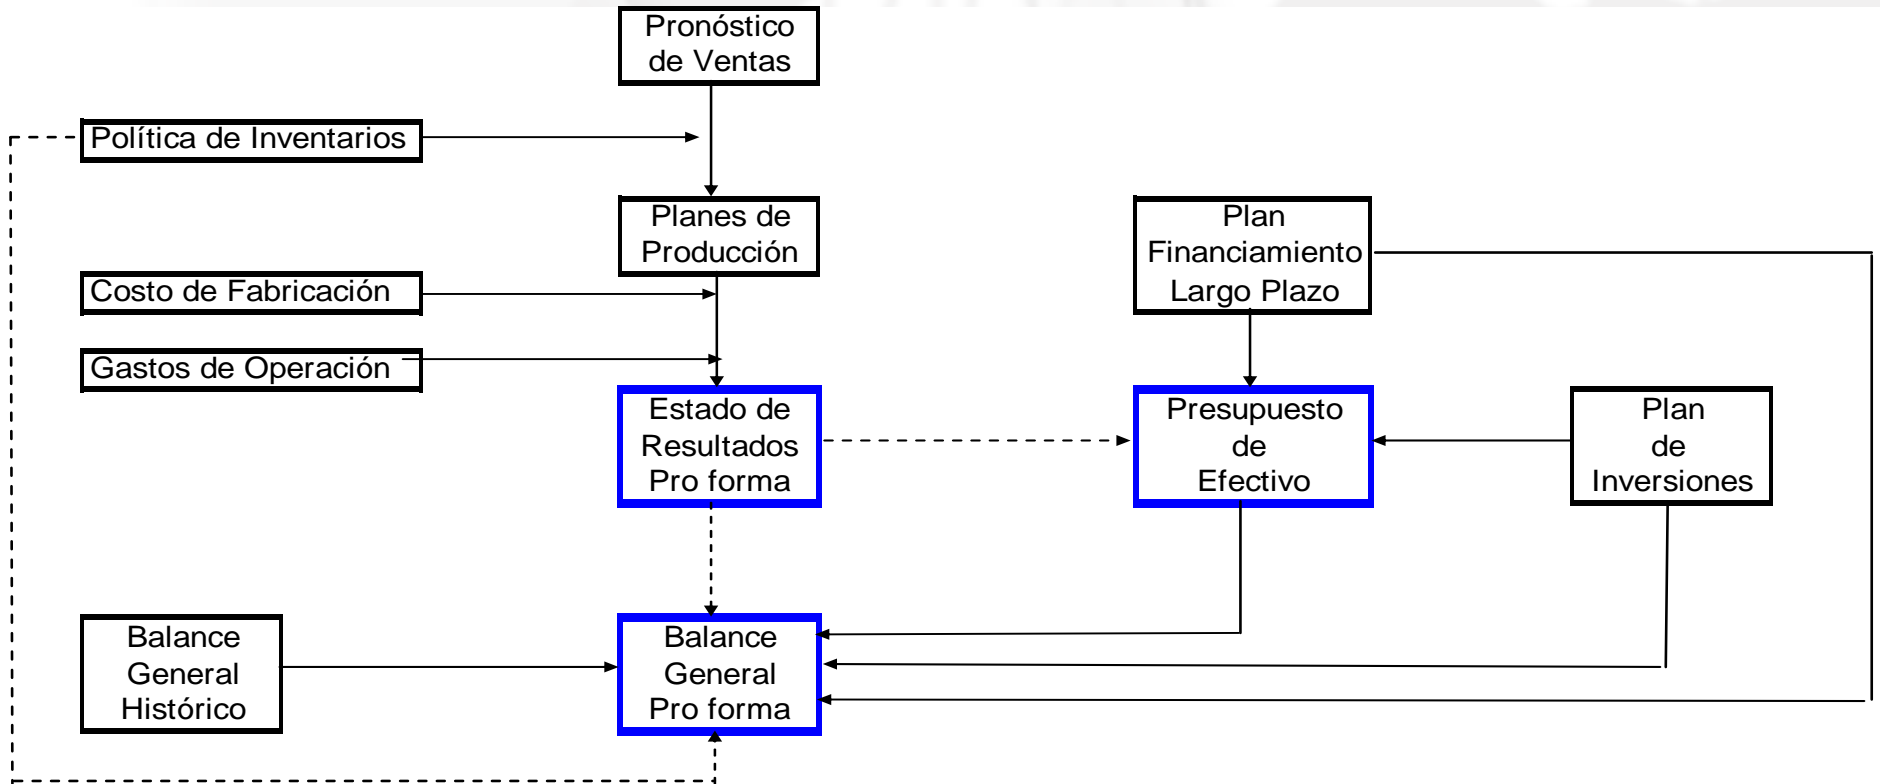 Pronóstico
de Ventas
Política de Inventarios
Planes de
Producción
Plan
Financiamiento
Largo Plazo
Costo de Fabricación
Gastos de Operación
Estado de
Resultados
Pro forma
Presupuesto
de
Efectivo
Plan
de
Inversiones
Balance
General
Histórico
Balance
General
Pro forma